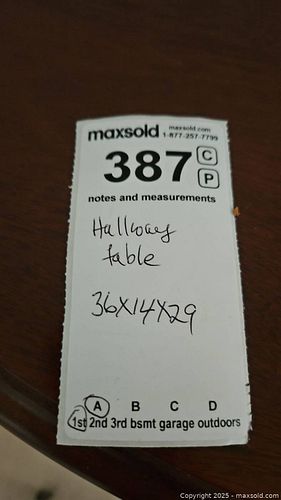 maxsold maxsold.com
1-877-257-7799
387 C
P
notes and measurements
Hallway
table
36x14x29
A B C D
1st 2nd 3rd bsmt garage outdoors
Copyright 2025 - maxsold.com